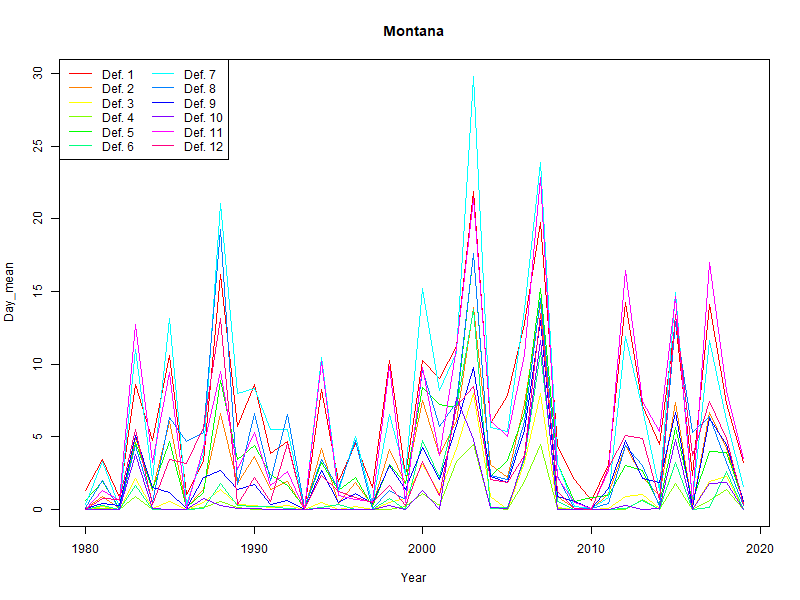 Montana
Def. 1 Def. 7
Def. 2 Def. 8
Def. 3 Def. 9
Def. 4 Def. 10
Def. 5 Def. 11
Def. 6 Def. 12
30
25
20
15
10
5
0
Day_mean
1980 1990 2000 2010 2020
Year